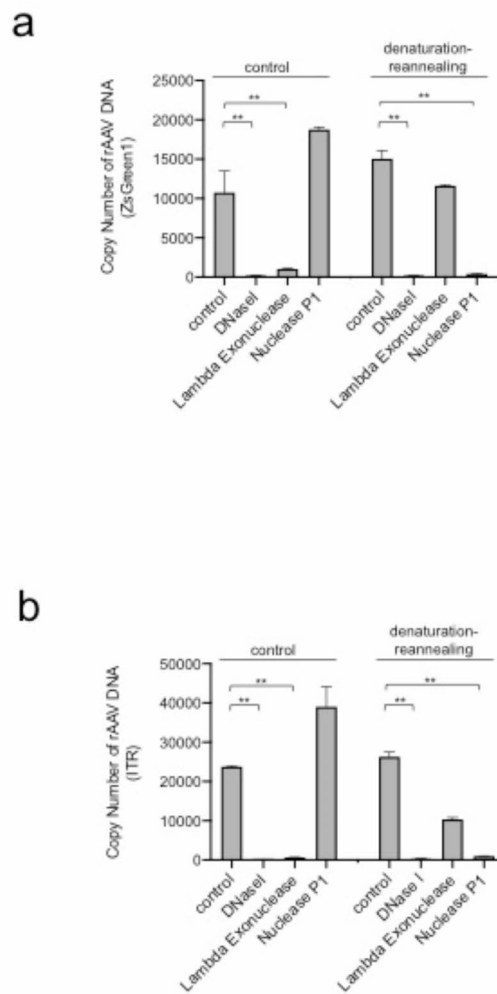 a
control
denaturation-
reannealing
Copy Number of rAAV DNA
(ZsGreen1)
25000
20000
15000
10000
5000
0
**
**
**
**
control
DNaseI
Lambda Exonuclease
Nuclease P1
control
DNaseI
Lambda Exonuclease
Nuclease P1
b
control
denaturation-
reannealing
Copy Number of rAAV DNA
(ITR)
50000
40000
30000
20000
10000
0
**
**
**
**
control
DNaseI
Lambda Exonuclease
Nuclease P1
control
DNase I
Lambda Exonuclease
Nuclease P1